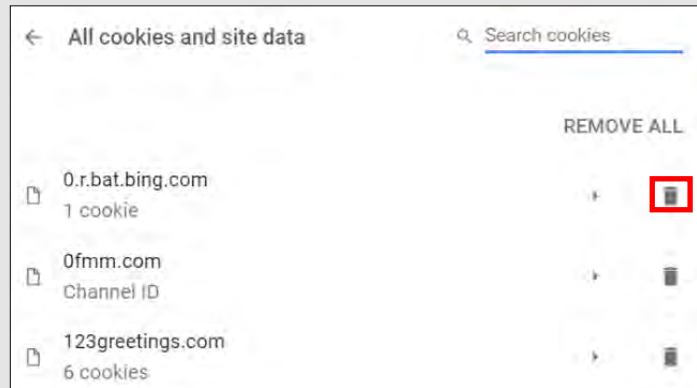 All cookies and site data
Search cookies
REMOVE ALL
0.r.bat.bing.com
1 cookie
0fmm.com
Channel ID
123greetings.com
6 cookies